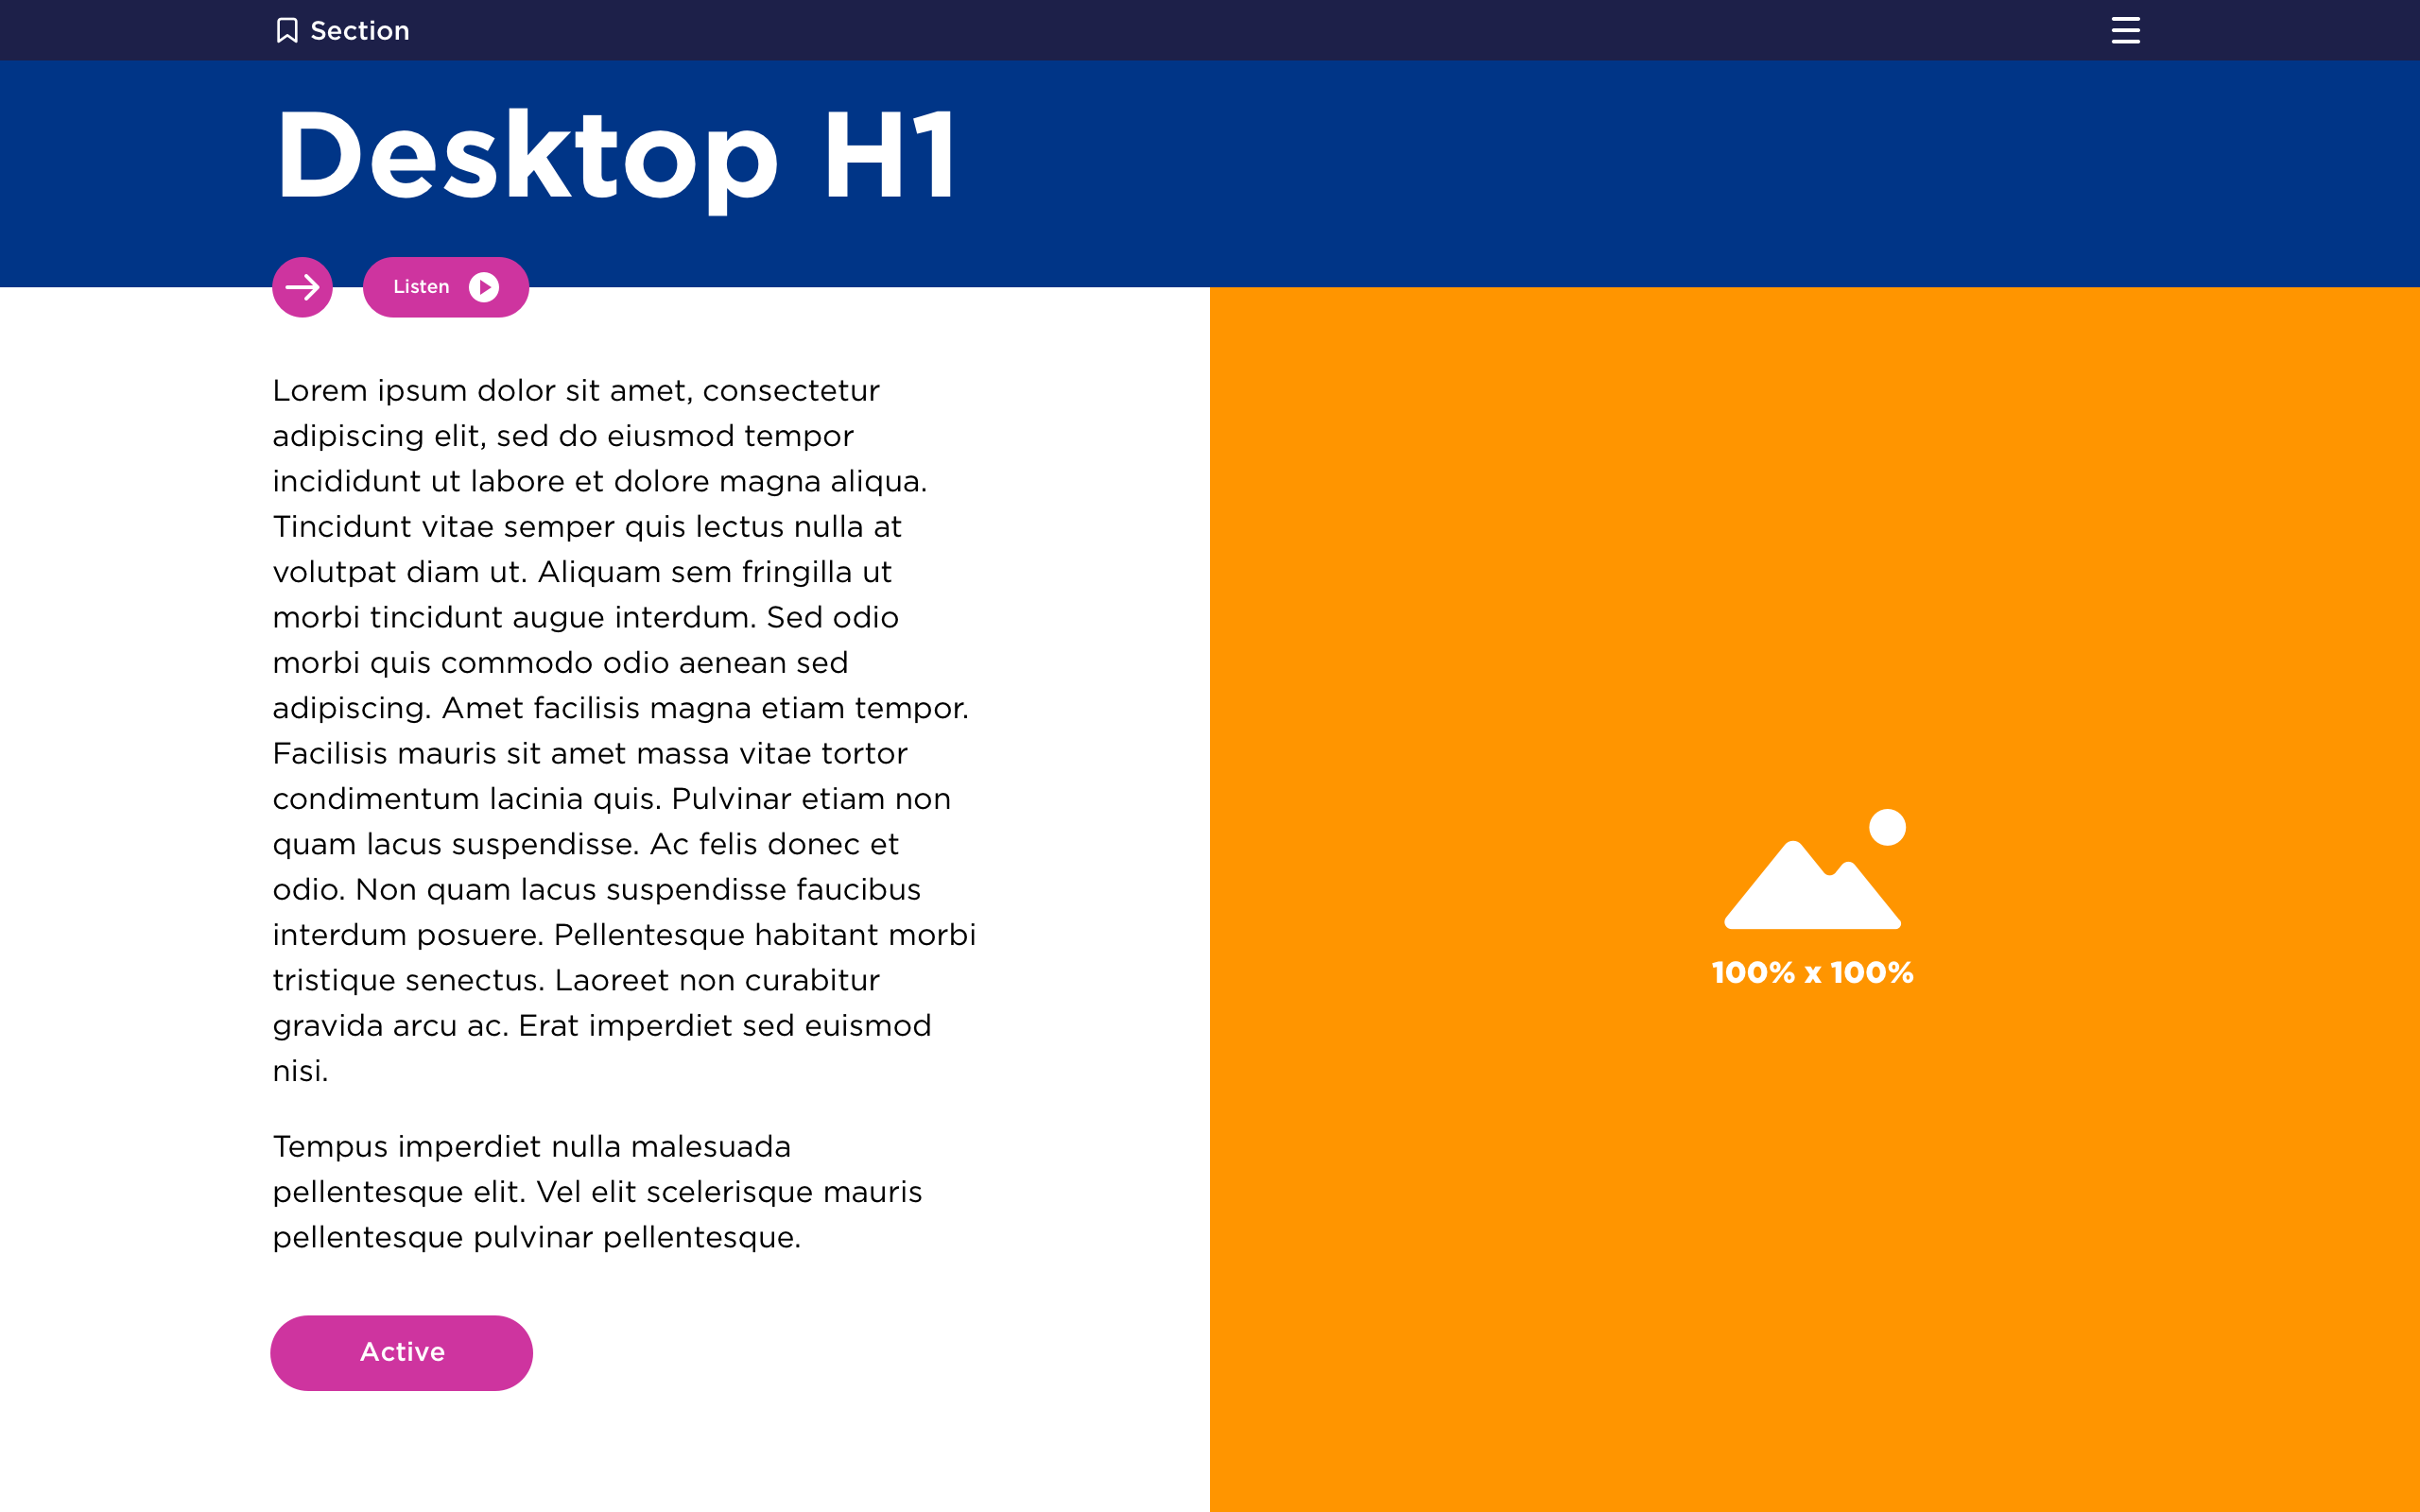 Section
Desktop H1
Listen
Lorem ipsum dolor sit amet, consectetur
adipiscing elit, sed do eiusmod tempor
incididunt ut labore et dolore magna aliqua.
Tincidunt vitae semper quis lectus nulla at
volutpat diam ut. Aliquam sem fringilla ut
morbi tincidunt augue interdum. Sed odio
morbi quis commodo odio aenean sed
adipiscing. Amet facilisis magna etiam tempor.
Facilisis mauris sit amet massa vitae tortor
condimentum lacinia quis. Pulvinar etiam non
quam lacus suspendisse. Ac felis donec et
odio. Non quam lacus suspendisse faucibus
interdum posuere. Pellentesque habitant morbi
tristique senectus. Laoreet non curabitur
gravida arcu ac. Erat imperdiet sed euismod
nisi.
Tempus imperdiet nulla malesuada
pellentesque elit. Vel elit scelerisque mauris
pellentesque pulvinar pellentesque.
Active
100% x 100%